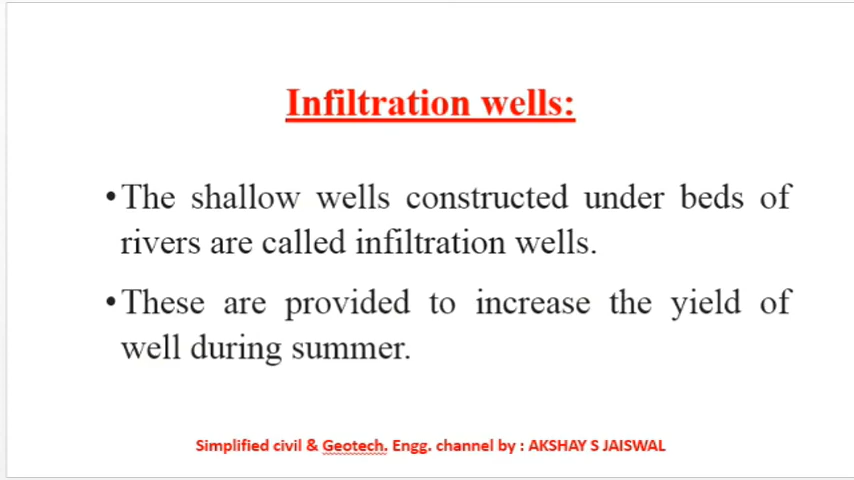 Infiltration wells:
•The shallow wells constructed under beds of
rivers are called infiltration wells.
•These are provided to increase the yield of
well during summer.
Simplified civil & Geotech. Engg. channel by : AKSHAY S JAISWAL